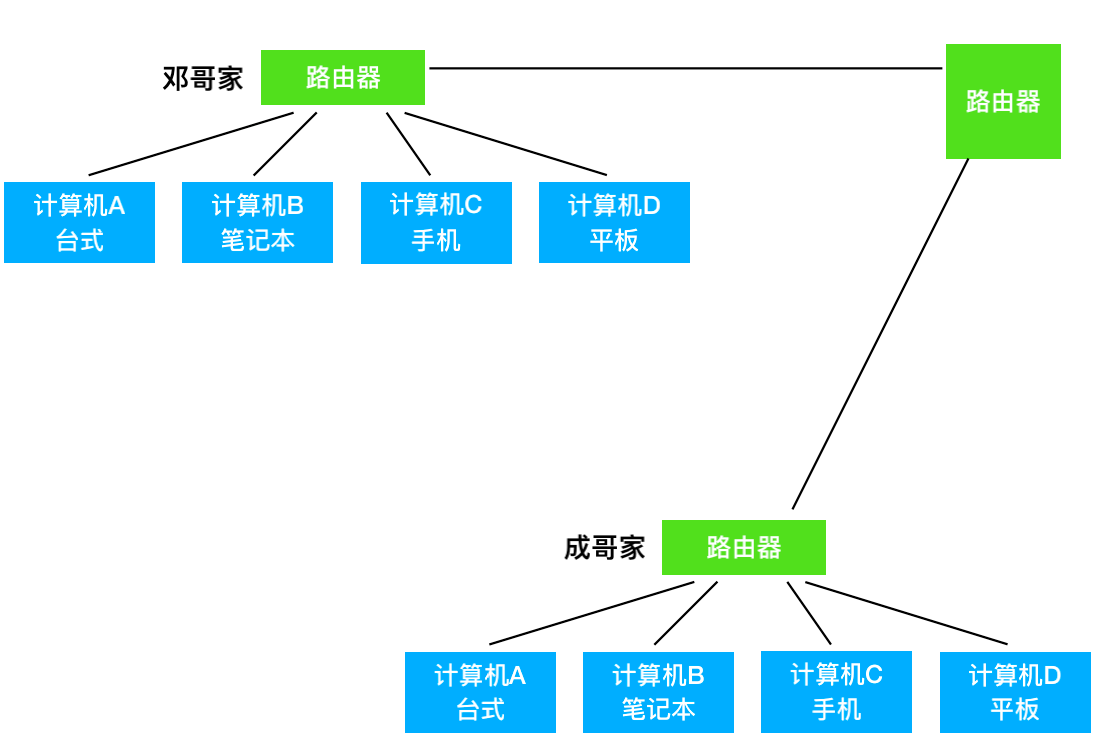 邓哥家
路由器
路由器
计算机A
台式
计算机B
笔记本
计算机C
手机
计算机D
平板
成哥家
路由器
计算机A
台式
计算机B
笔记本
计算机C
手机
计算机D
平板